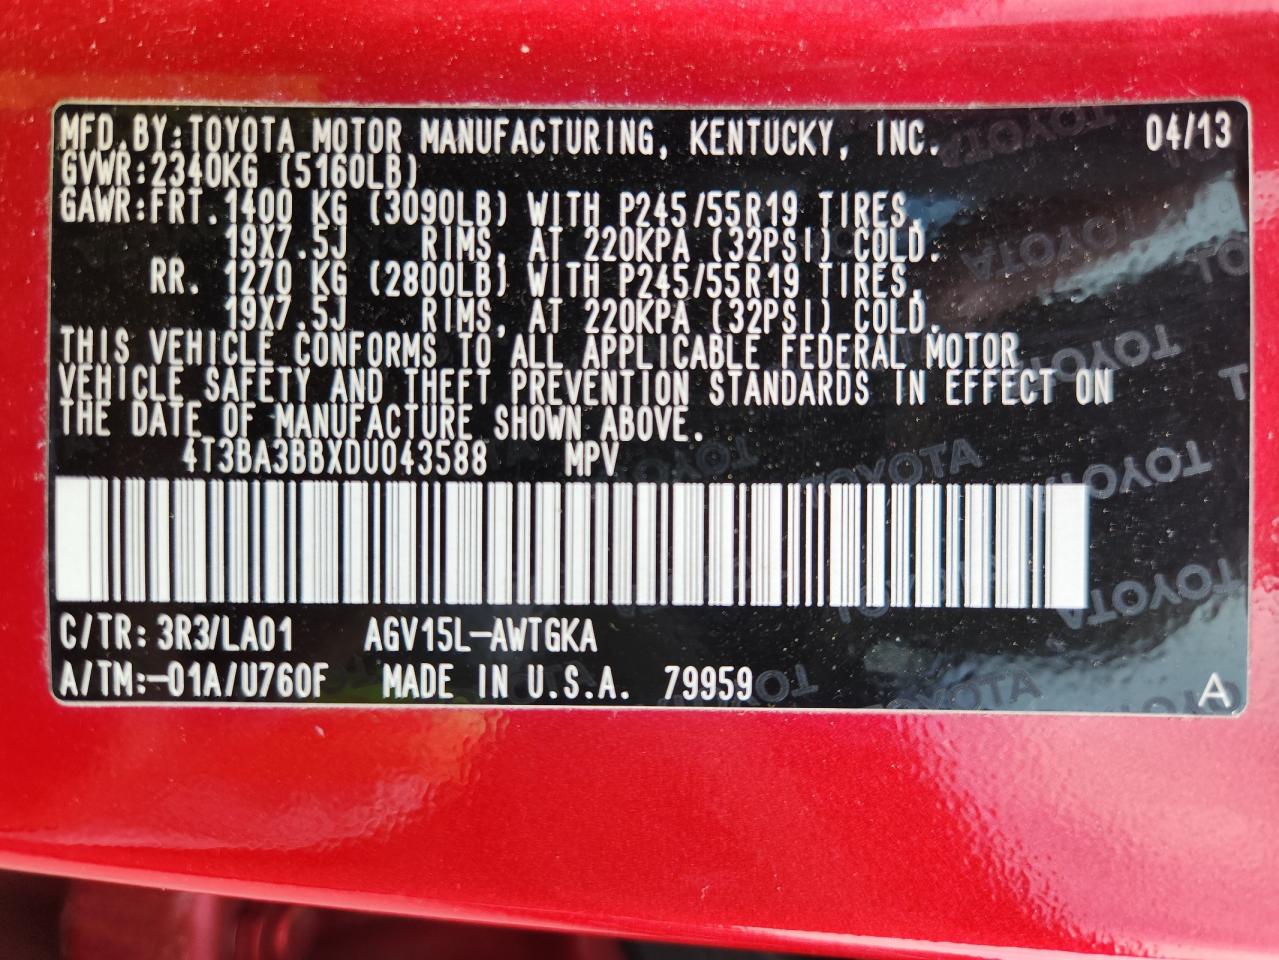 MFD.BY:TOYOTA MOTOR MANUFACTURING, KENTUCKY, INC. 04/13
GVWR:2340KG (5160LB)
GAWR:FRT.1400 KG (3090LB) WITH P245/55R19 TIRES,
19X7.5J RIMS, AT 220KPA (32PSI) COLD.
RR. 1270 KG (2800LB) WITH P245/55R19 TIRES,
19X7.5J RIMS, AT 220KPA (32PSI) COLD.
THIS VEHICLE CONFORMS TO ALL APPLICABLE FEDERAL MOTOR
VEHICLE SAFETY AND THEFT PREVENTION STANDARDS IN EFFECT ON
THE DATE OF MANUFACTURE SHOWN ABOVE.
4T3BA3BBXDU043588 MPV
C/TR: 3R3/LA01 AGV15L-AWTGKA
A/TM:-01A/U760F MADE IN U.S.A. 79959 A